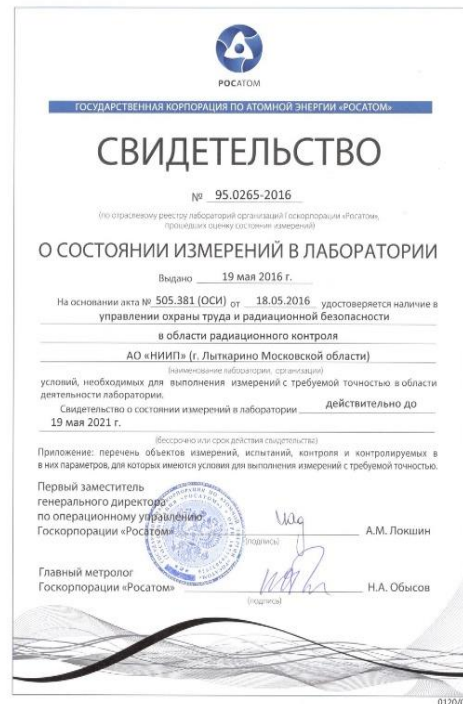 РОСАТОМ
ГОСУДАРСТВЕННАЯ КОРПОРАЦИЯ ПО АТОМНОЙ ЭНЕРГИИ «РОСАТОМ»
СВИДЕТЕЛЬСТВО
№ 95.0265-2016
(по отраслевому реестру лабораторий организаций Госкорпорации «Росатом»,
прошедших оценку состояния измерений)
О СОСТОЯНИИ ИЗМЕРЕНИЙ В ЛАБОРАТОРИИ
Выдано 19 мая 2016 г.
На основании акта № 505.381 (ОСИ) от 18.05.2016 удостоверяется наличие в
управлении охраны труда и радиационной безопасности
в области радиационного контроля
АО «НИИП» (г. Лыткарино Московской области)
(наименование лаборатории, организации)
условий, необходимых для выполнения измерений с требуемой точностью в области
деятельности лаборатории.
Свидетельство о состоянии измерений в лаборатории действительно до
19 мая 2021 г.
(бессрочно или срок действия свидетельства)
Приложение: перечень объектов измерений, испытаний, контроля и контролируемых в
в них параметров, для которых имеются условия для выполнения измерений с требуемой точностью.
Первый заместитель
генерального директора
по операционному управлению
Госкорпорации «Росатом»
(подпись)
А.М. Локшин
Главный метролог
Госкорпорации «Росатом»
(подпись)
Н.А. Обысов